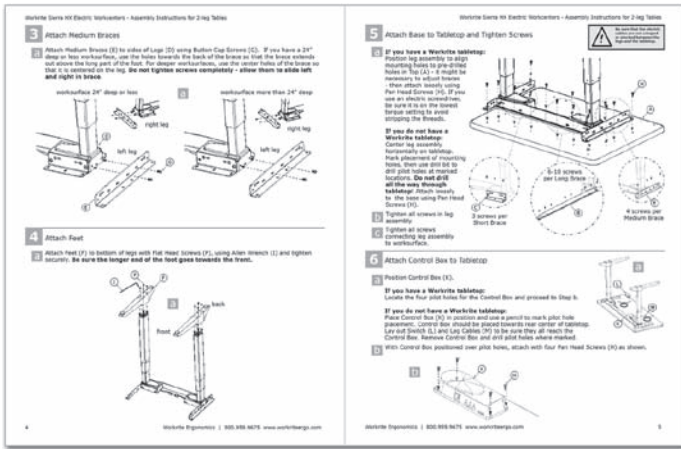 Workrite Sierra HX Electric Workcenters - Assembly Instructions for 2-leg Tables
3
Attach Medium Braces
a
Attach Medium Braces (E) to sides of Legs (D) using Button Cap Screws (G). If you have a 24"
deep or less worksurface, use the holes towards the back of the brace so that the brace extends
out above the long part of the foot. For deeper worksurfaces, use the center holes of the brace so
that it is centered on the leg. Do not tighten screws completely - allow them to slide left
and right in brace.
worksurface 24" deep or less
a
worksurface more than 24" deep
right leg
right leg
left leg
left leg
4
Attach Feet
a
Attach Feet (F) to bottom of legs with Flat Head Screws (P), using Allen Wrench (I) and tighten
securely. Be sure the longer end of the foot goes towards the front.
a
back
front
4
Workrite Ergonomics | 800.959.9675 www.workriteergo.com
Workrite Sierra HX Electric Workcenters - Assembly Instructions for 2-leg Tables
5
Attach Base to Tabletop and Tighten Screws
a
If you have a Workrite tabletop:
Position leg assembly to align
mounting holes to pre-drilled
holes in Top (A) - it might be
necessary to adjust braces
- then attach loosely using
Pan Head Screws (H). If you
use an electric screwdriver,
be sure it is on the lowest
torque setting to avoid
stripping the threads.
If you do not have a
Workrite tabletop:
Center leg assembly
horizontally on tabletop.
Mark placement of mounting
holes, then use drill bit to
drill pilot holes at marked
locations. Do not drill
all the way through
tabletop! Attach loosely
to the base using Pan Head
Screws (H).
b
Tighten all screws in leg
assembly.
c
Tighten all screws
connecting leg assembly
to worksurface.
3 screws per
Short Brace
6-10 screws
per Long Brace
4 screws per
Medium Brace
6
Attach Control Box to Tabletop
a
Position Control Box (K).
If you have a Workrite tabletop:
Locate the four pilot holes for the Control Box and proceed to Step b.
If you do not have a Workrite tabletop:
Place Control Box (K) in position and use a pencil to mark pilot hole
placement. Control Box should be placed towards rear center of tabletop.
Lay out Switch (L) and Leg Cables (M) to be sure they all reach the
Control Box. Remove Control Box and drill pilot holes where marked.
a
b
With Control Box positioned over pilot holes, attach with four Pan Head Screws (H) as shown.
b
Workrite Ergonomics | 800.959.9675 www.workriteergo.com
5